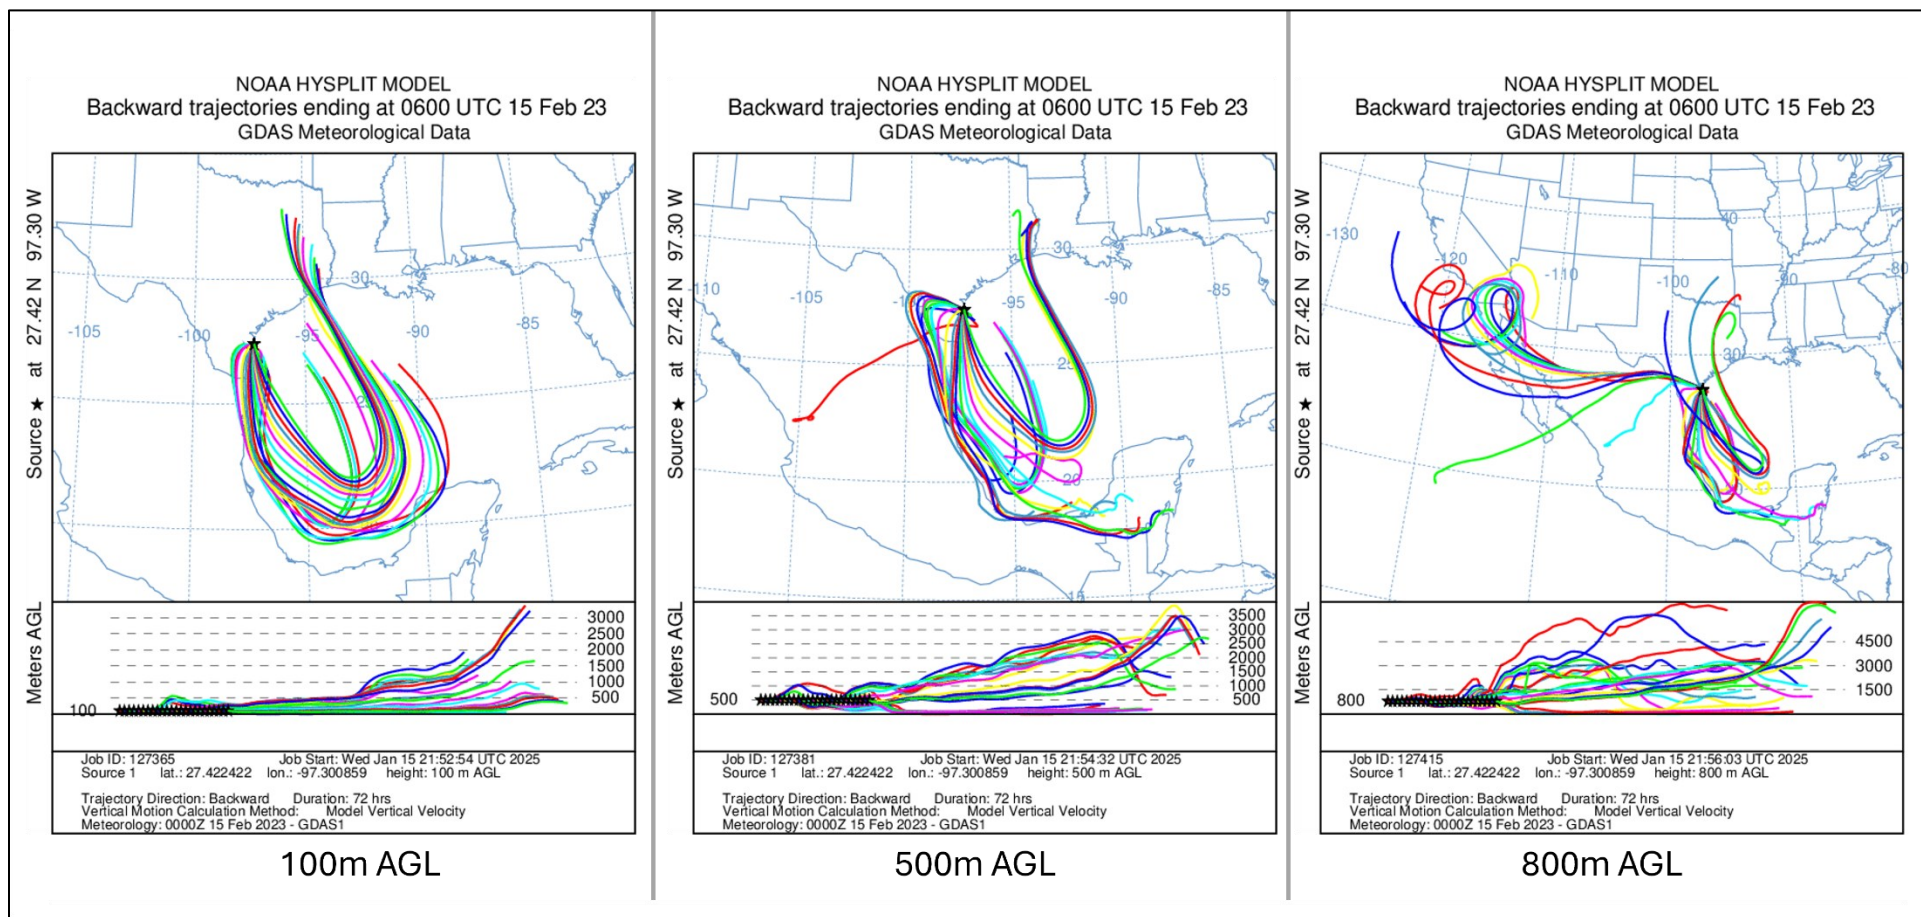 NOAA HYSPLIT MODEL
Backward trajectories ending at 0600 UTC 15 Feb 23
GDAS Meteorological Data
Source ★ at 27.42 N 97.30 W
-105
-100
-95
-90
-85
30
Meters AGL
3000
2500
2000
1500
1000
500
100
Job ID: 127365 Job Start: Wed Jan 15 21:52:54 UTC 2025
Source 1 lat.: 27.422422 lon.: -97.300859 height: 100 m AGL
Trajectory Direction: Backward Duration: 72 hrs
Vertical Motion Calculation Method: Model Vertical Velocity
Meteorology: 0000Z 15 Feb 2023 - GDAS1
100m AGL
NOAA HYSPLIT MODEL
Backward trajectories ending at 0600 UTC 15 Feb 23
GDAS Meteorological Data
Source ★ at 27.42 N 97.30 W
-110
-105
-95
-90
-85
30
25
20
15
Meters AGL
3500
3000
2500
2000
1500
1000
500
500
Job ID: 127381 Job Start: Wed Jan 15 21:54:32 UTC 2025
Source 1 lat.: 27.422422 lon.: -97.300859 height: 500 m AGL
Trajectory Direction: Backward Duration: 72 hrs
Vertical Motion Calculation Method: Model Vertical Velocity
Meteorology: 0000Z 15 Feb 2023 - GDAS1
500m AGL
NOAA HYSPLIT MODEL
Backward trajectories ending at 0600 UTC 15 Feb 23
GDAS Meteorological Data
Source ★ at 27.42 N 97.30 W
-130
-120
-110
-100
-90
-80
40
30
Meters AGL
4500
3000
1500
800
Job ID: 127415 Job Start: Wed Jan 15 21:56:03 UTC 2025
Source 1 lat.: 27.422422 lon.: -97.300859 height: 800 m AGL
Trajectory Direction: Backward Duration: 72 hrs
Vertical Motion Calculation Method: Model Vertical Velocity
Meteorology: 0000Z 15 Feb 2023 - GDAS1
800m AGL